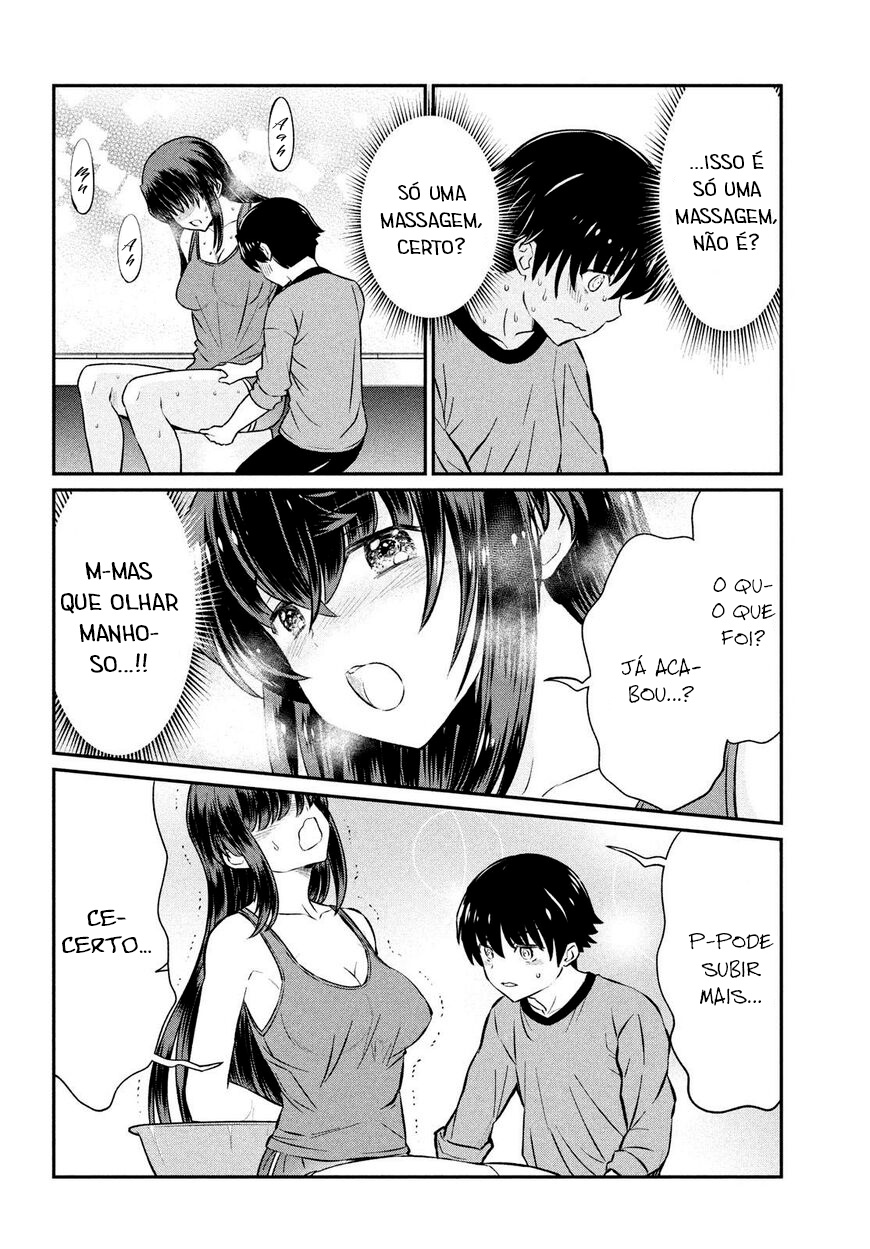 ...ISSO É
SÓ UMA
MASSAGEM,
NÃO É?
SÓ UMA
MASSAGEM,
CERTO?
O QU-
O QUE
FOI?
JÁ ACA-
BOU...?
M-MAS
QUE OLHAR
MANHO-
SO...!!
P-PODE
SUBIR
MAIS...
CE-
CERTO...